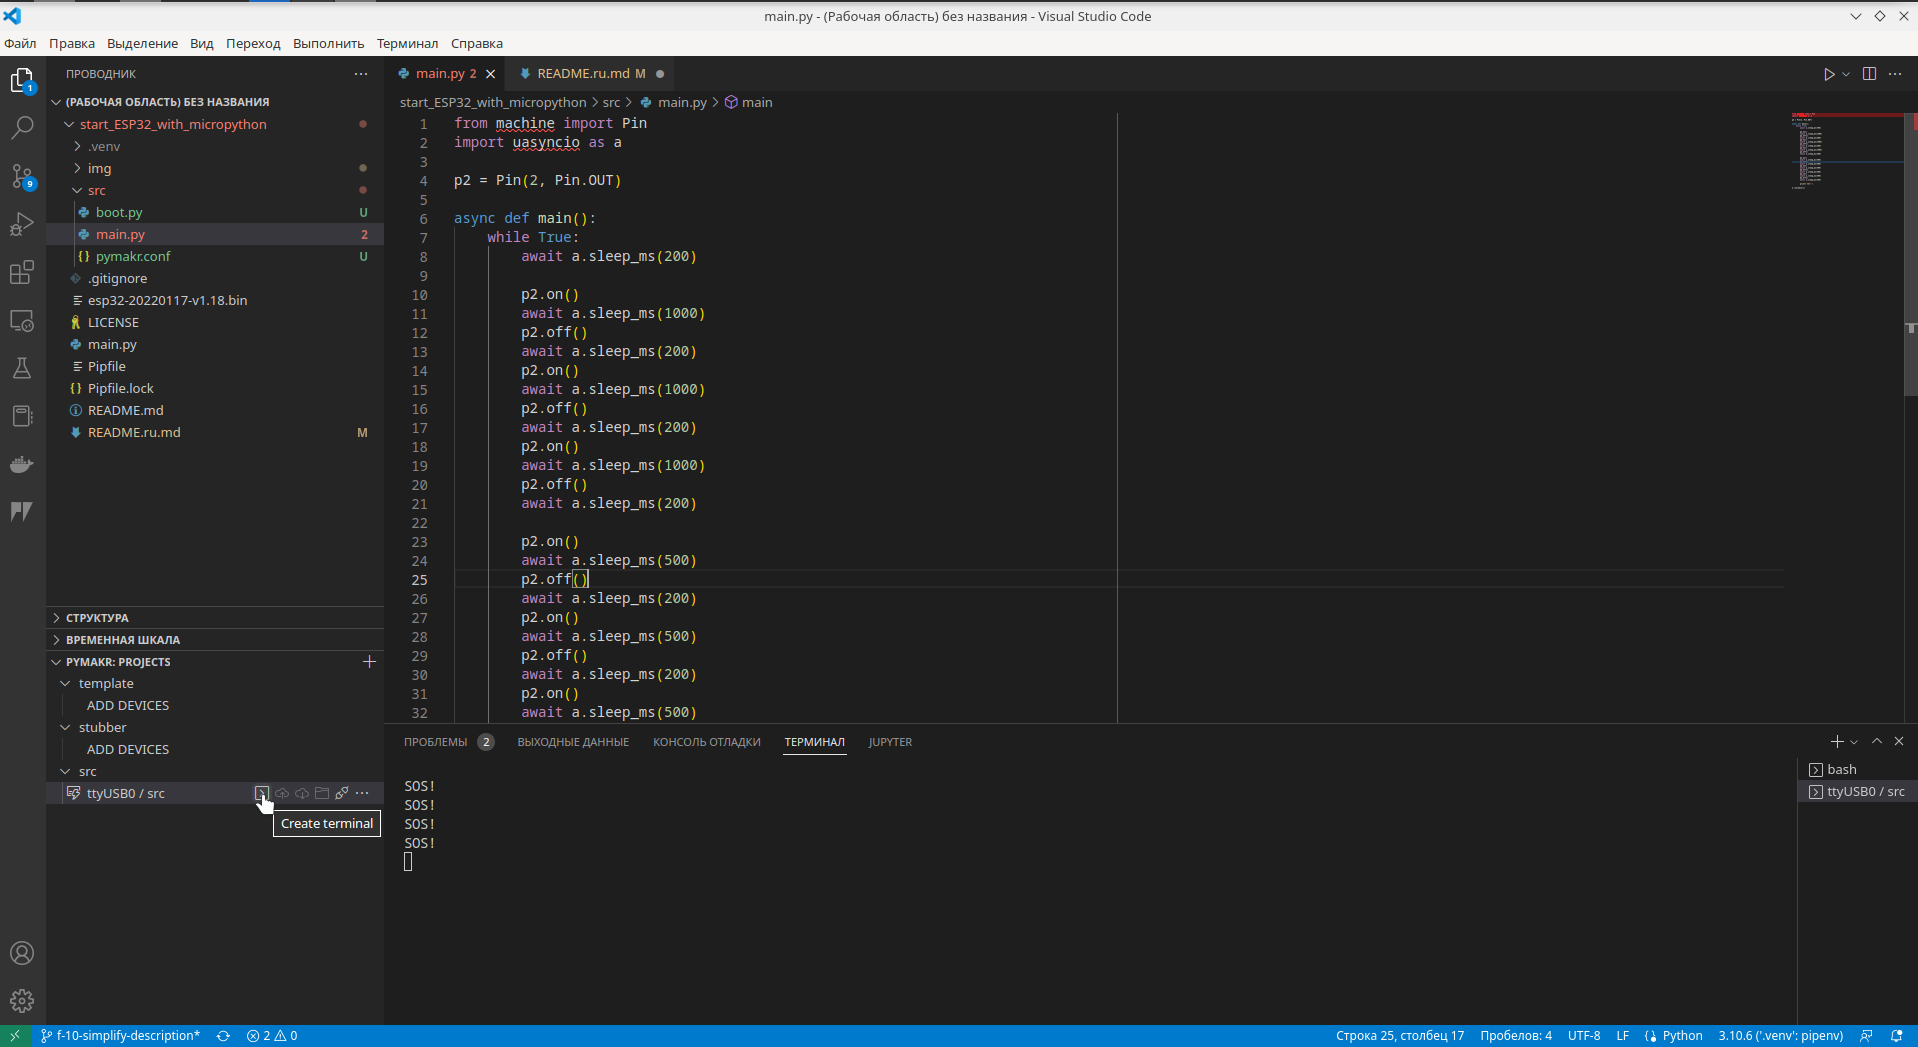 main.py - (Рабочая область) без названия - Visual Studio Code
Файл Правка Выделение Вид Переход Выполнить Терминал Справка
ПРОВОДНИК
(РАБОЧАЯ ОБЛАСТЬ) БЕЗ НАЗВАНИЯ
start_ESP32_with_micropython
.venv
img
src
boot.py U
main.py 2
pymakr.conf U
.gitignore
esp32-20220117-v1.18.bin
LICENSE
main.py
Pipfile
Pipfile.lock
README.md
README.ru.md M
СТРУКТУРА
ВРЕМЕННАЯ ШКАЛА
PYMAKR: PROJECTS
template
ADD DEVICES
stubber
ADD DEVICES
src
ttyUSB0 / src
Create terminal
1
9
main.py 2 README.ru.md M
start_ESP32_with_micropython > src > main.py > main
1 from machine import Pin
2 import uasyncio as a
3
4 p2 = Pin(2, Pin.OUT)
5
6 async def main():
7 while True:
8 await a.sleep_ms(200)
9
10 p2.on()
11 await a.sleep_ms(1000)
12 p2.off()
13 await a.sleep_ms(200)
14 p2.on()
15 await a.sleep_ms(1000)
16 p2.off()
17 await a.sleep_ms(200)
18 p2.on()
19 await a.sleep_ms(1000)
20 p2.off()
21 await a.sleep_ms(200)
22
23 p2.on()
24 await a.sleep_ms(500)
25 p2.off()
26 await a.sleep_ms(200)
27 p2.on()
28 await a.sleep_ms(500)
29 p2.off()
30 await a.sleep_ms(200)
31 p2.on()
32 await a.sleep_ms(500)
ПРОБЛЕМЫ 2 ВЫХОДНЫЕ ДАННЫЕ КОНСОЛЬ ОТЛАДКИ ТЕРМИНАЛ JUPYTER
SOS!
SOS!
SOS!
SOS!
bash
ttyUSB0 / src
f-10-simplify-description* 2 0 Строка 25, столбец 17 Пробелов: 4 UTF-8 LF Python 3.10.6 ('.venv': pipenv)